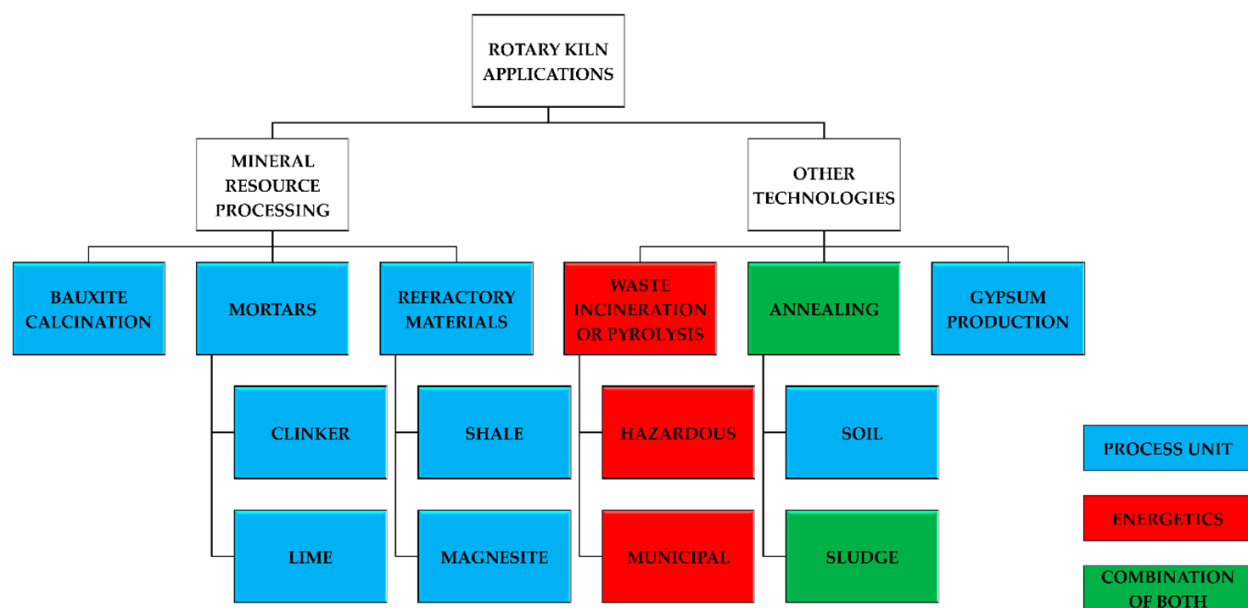 ROTARY KILN
APPLICATIONS
MINERAL
RESOURCE
PROCESSING
OTHER
TECHNOLOGIES
BAUXITE
CALCINATION
MORTARS
REFRACTORY
MATERIALS
WASTE
INCINERATION
OR PYROLYSIS
ANNEALING
GYPSUM
PRODUCTION
CLINKER
SHALE
HAZARDOUS
SOIL
PROCESS UNIT
ENERGETICS
LIME
MAGNESITE
MUNICIPAL
SLUDGE
COMBINATION
OF BOTH